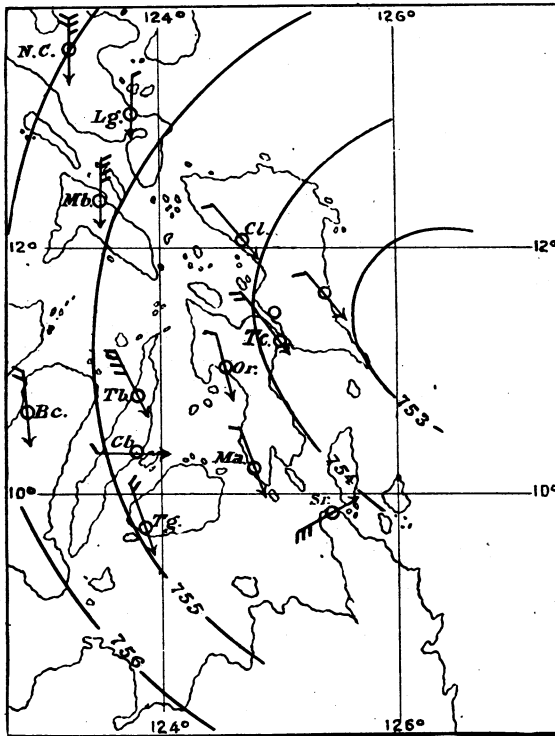 124° 126°
N.C.
Lg.
Mb.
Cl.
12° 12°
Tc.
Or.
Tb.
Bc.
753
Cb.
Ma.
754
10° 10°
Sr.
Tg.
755
756
124° 126°